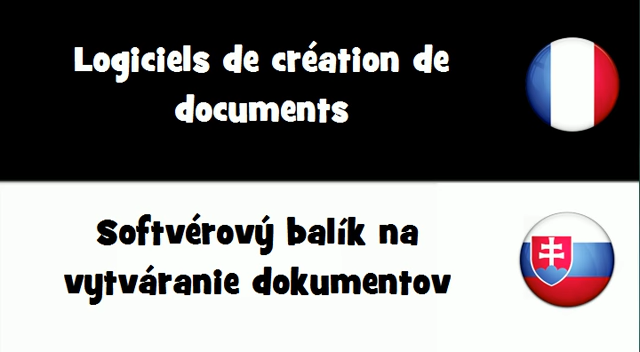 Logiciels de création de
documents
Softvérový balík na
vytváranie dokumentov